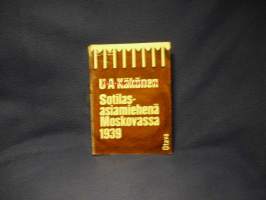 U·A·Käkönen
Sotilas-
asiamiehenä
Moskovassa
1939
Otava